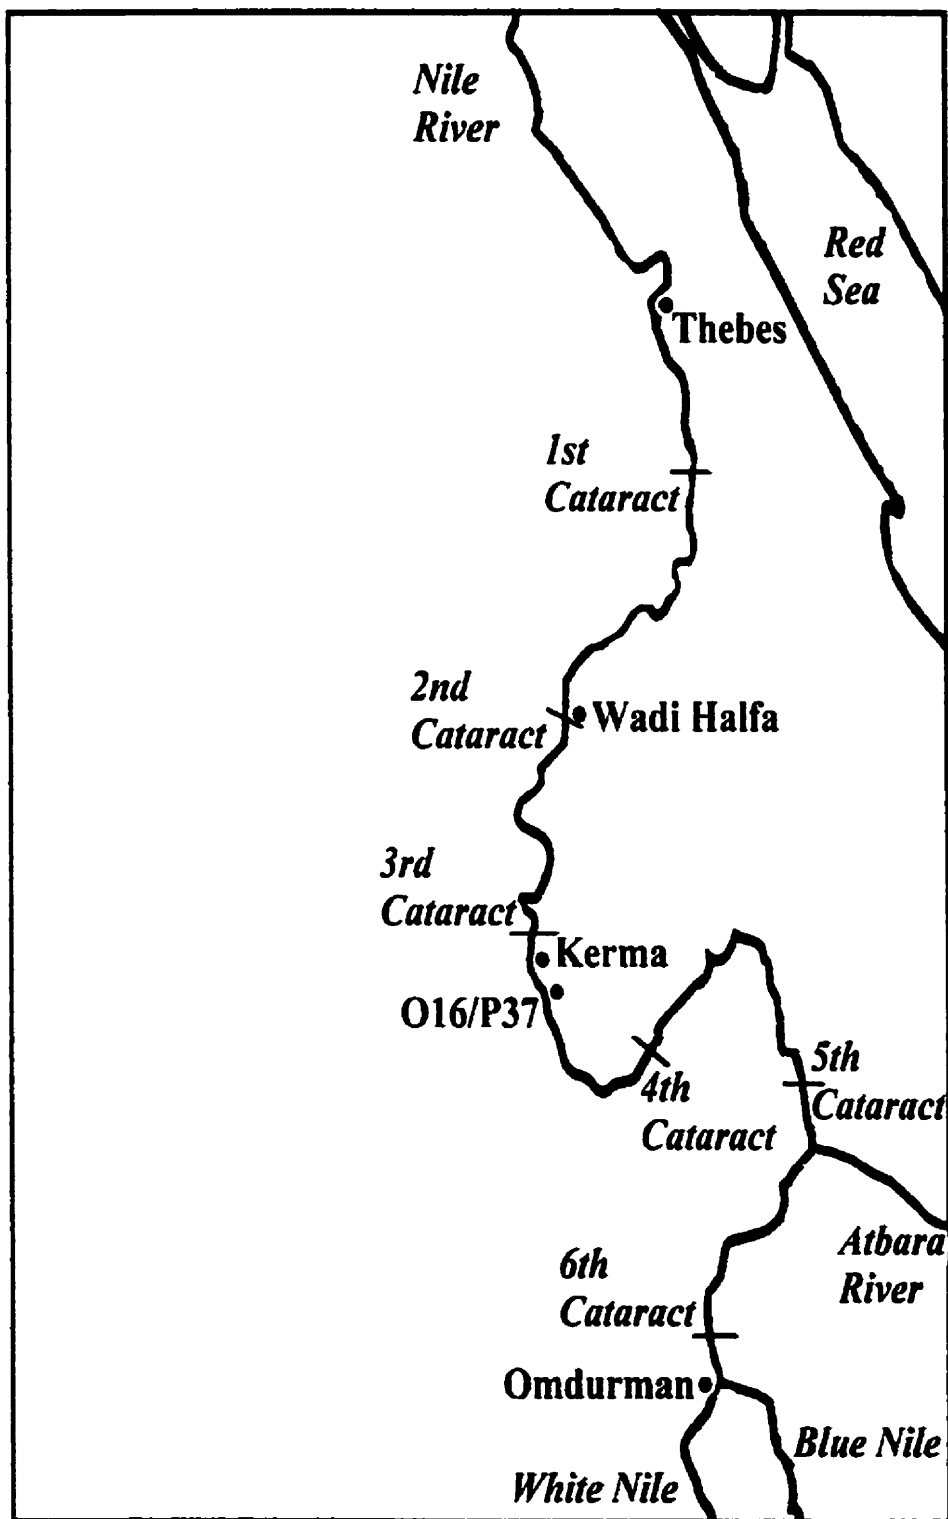 Nile
River
Red
Sea
Thebes
1st
Cataract
2nd
Cataract
Wadi Halfa
3rd
Cataract
Kerma
O16/P37
4th
Cataract
5th
Cataract
Atbara
River
6th
Cataract
Omdurman
Blue Nile
White Nile